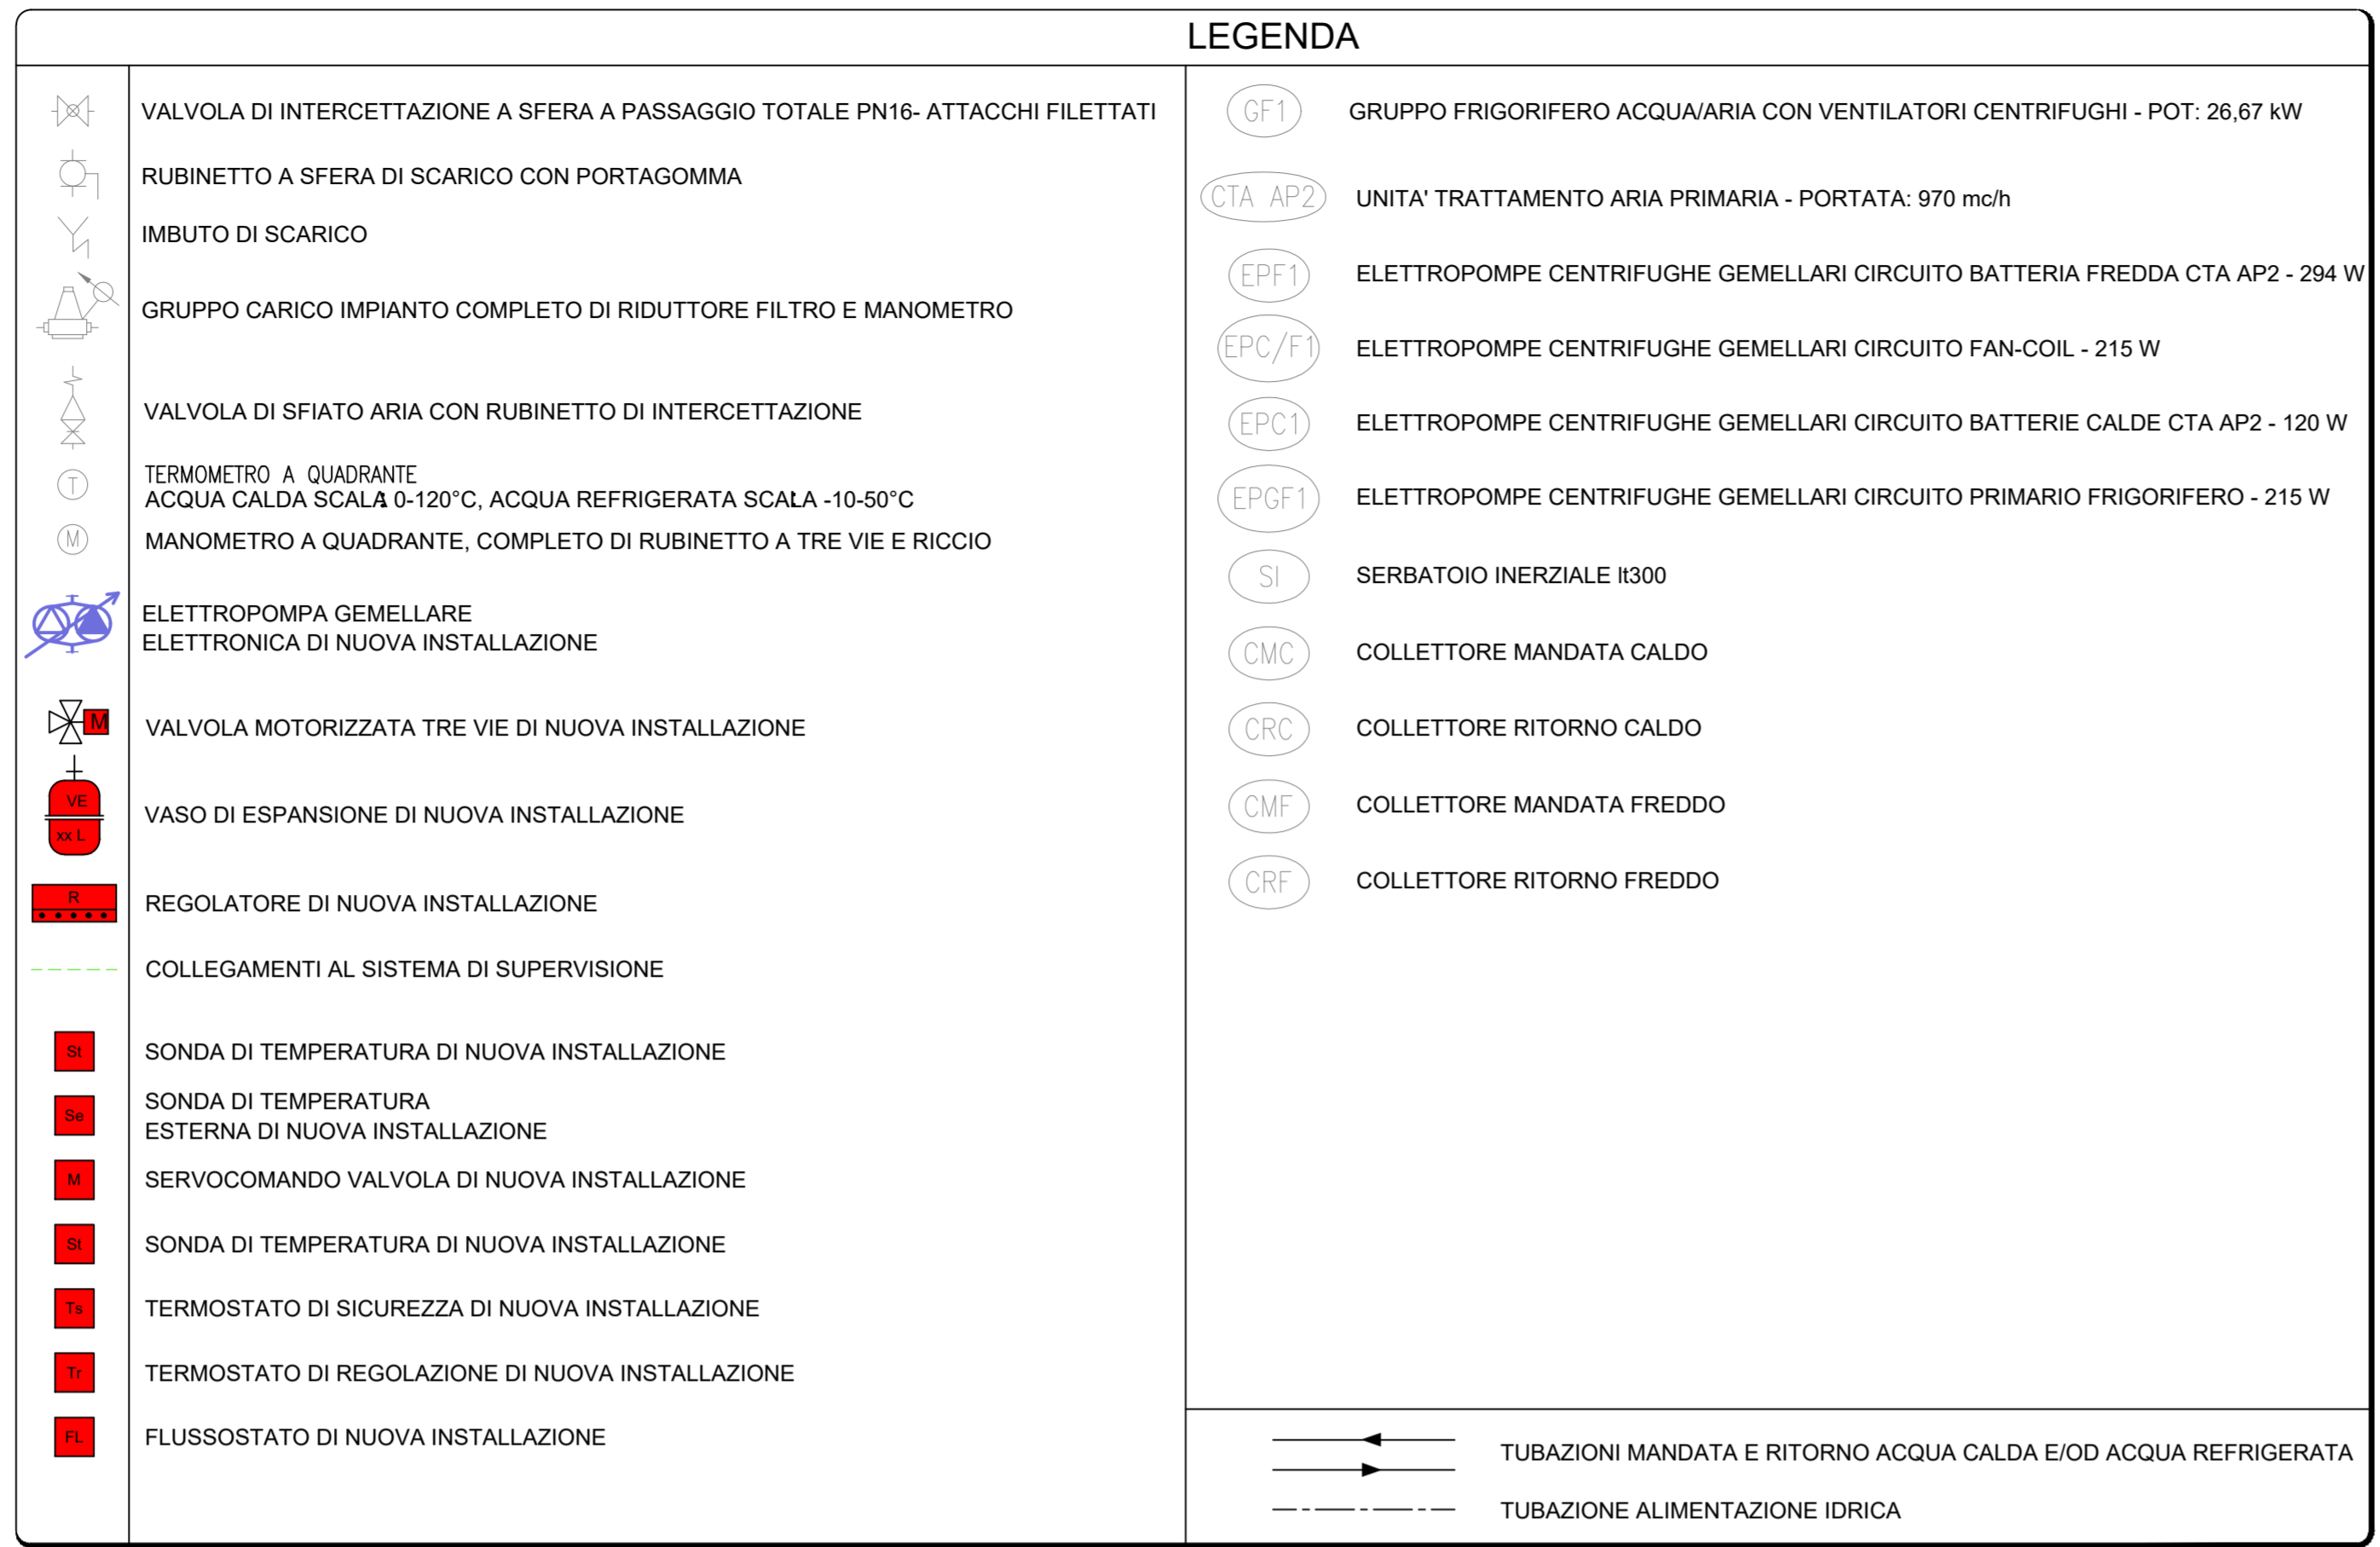 LEGENDA
VALVOLA DI INTERCETTAZIONE A SFERA A PASSAGGIO TOTALE PN16- ATTACCHI FILETTATI
RUBINETTO A SFERA DI SCARICO CON PORTAGOMMA
IMBUTO DI SCARICO
GRUPPO CARICO IMPIANTO COMPLETO DI RIDUTTORE FILTRO E MANOMETRO
VALVOLA DI SFIATO ARIA CON RUBINETTO DI INTERCETTAZIONE
T
TERMOMETRO A QUADRANTE
ACQUA CALDA SCALA: 0-120°C, ACQUA REFRIGERATA SCALA: -10-50°C
M
MANOMETRO A QUADRANTE, COMPLETO DI RUBINETTO A TRE VIE E RICCIO
ELETTROPOMPA GEMELLARE
ELETTRONICA DI NUOVA INSTALLAZIONE
M
VALVOLA MOTORIZZATA TRE VIE DI NUOVA INSTALLAZIONE
VE
xx L
VASO DI ESPANSIONE DI NUOVA INSTALLAZIONE
R
REGOLATORE DI NUOVA INSTALLAZIONE
COLLEGAMENTI AL SISTEMA DI SUPERVISIONE
St
SONDA DI TEMPERATURA DI NUOVA INSTALLAZIONE
Se
SONDA DI TEMPERATURA
ESTERNA DI NUOVA INSTALLAZIONE
M
SERVOCOMANDO VALVOLA DI NUOVA INSTALLAZIONE
St
SONDA DI TEMPERATURA DI NUOVA INSTALLAZIONE
Ts
TERMOSTATO DI SICUREZZA DI NUOVA INSTALLAZIONE
Tr
TERMOSTATO DI REGOLAZIONE DI NUOVA INSTALLAZIONE
FL
FLUSSOSTATO DI NUOVA INSTALLAZIONE
GF1 GRUPPO FRIGORIFERO ACQUA/ARIA CON VENTILATORI CENTRIFUGHI - POT: 26,67 kW
CTA AP2 UNITA' TRATTAMENTO ARIA PRIMARIA - PORTATA: 970 mc/h
EPF1 ELETTROPOMPE CENTRIFUGHE GEMELLARI CIRCUITO BATTERIA FREDDA CTA AP2 - 294 W
EPC/F1 ELETTROPOMPE CENTRIFUGHE GEMELLARI CIRCUITO FAN-COIL - 215 W
EPC1 ELETTROPOMPE CENTRIFUGHE GEMELLARI CIRCUITO BATTERIE CALDE CTA AP2 - 120 W
EPGF1 ELETTROPOMPE CENTRIFUGHE GEMELLARI CIRCUITO PRIMARIO FRIGORIFERO - 215 W
SI SERBATOIO INERZIALE lt300
CMC COLLETTORE MANDATA CALDO
CRC COLLETTORE RITORNO CALDO
CMF COLLETTORE MANDATA FREDDO
CRF COLLETTORE RITORNO FREDDO
TUBAZIONI MANDATA E RITORNO ACQUA CALDA E/OD ACQUA REFRIGERATA
TUBAZIONE ALIMENTAZIONE IDRICA